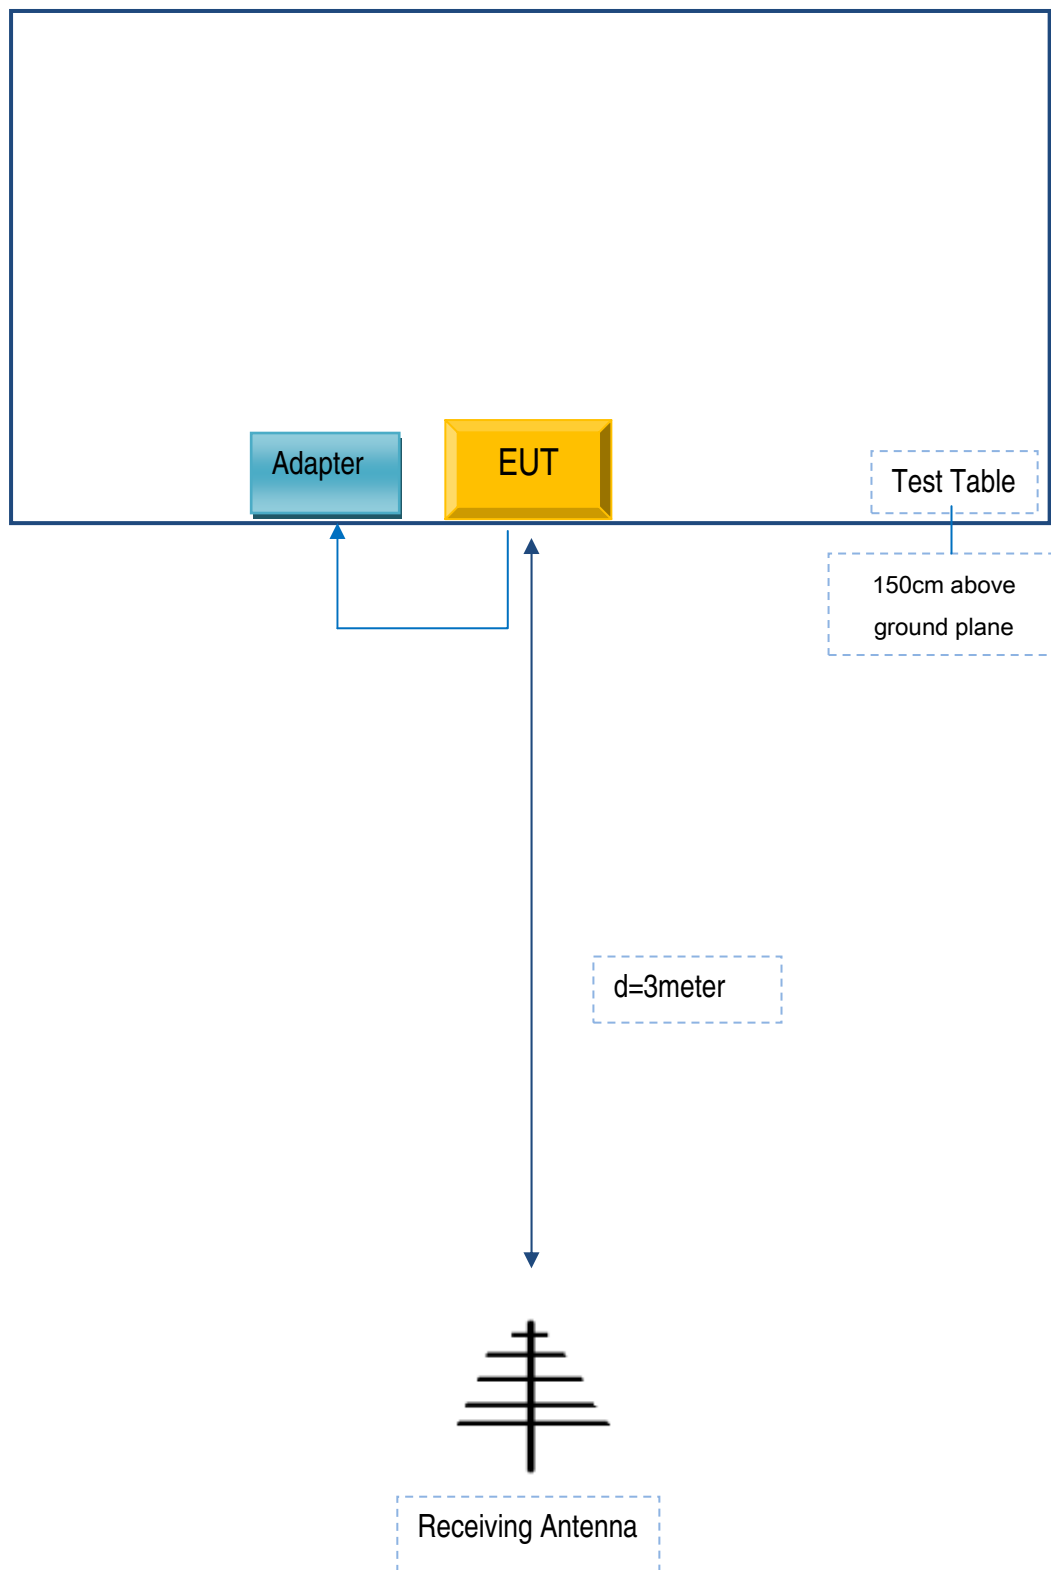 Adapter
EUT
Test Table
150cm above
ground plane
d=3meter
Receiving Antenna